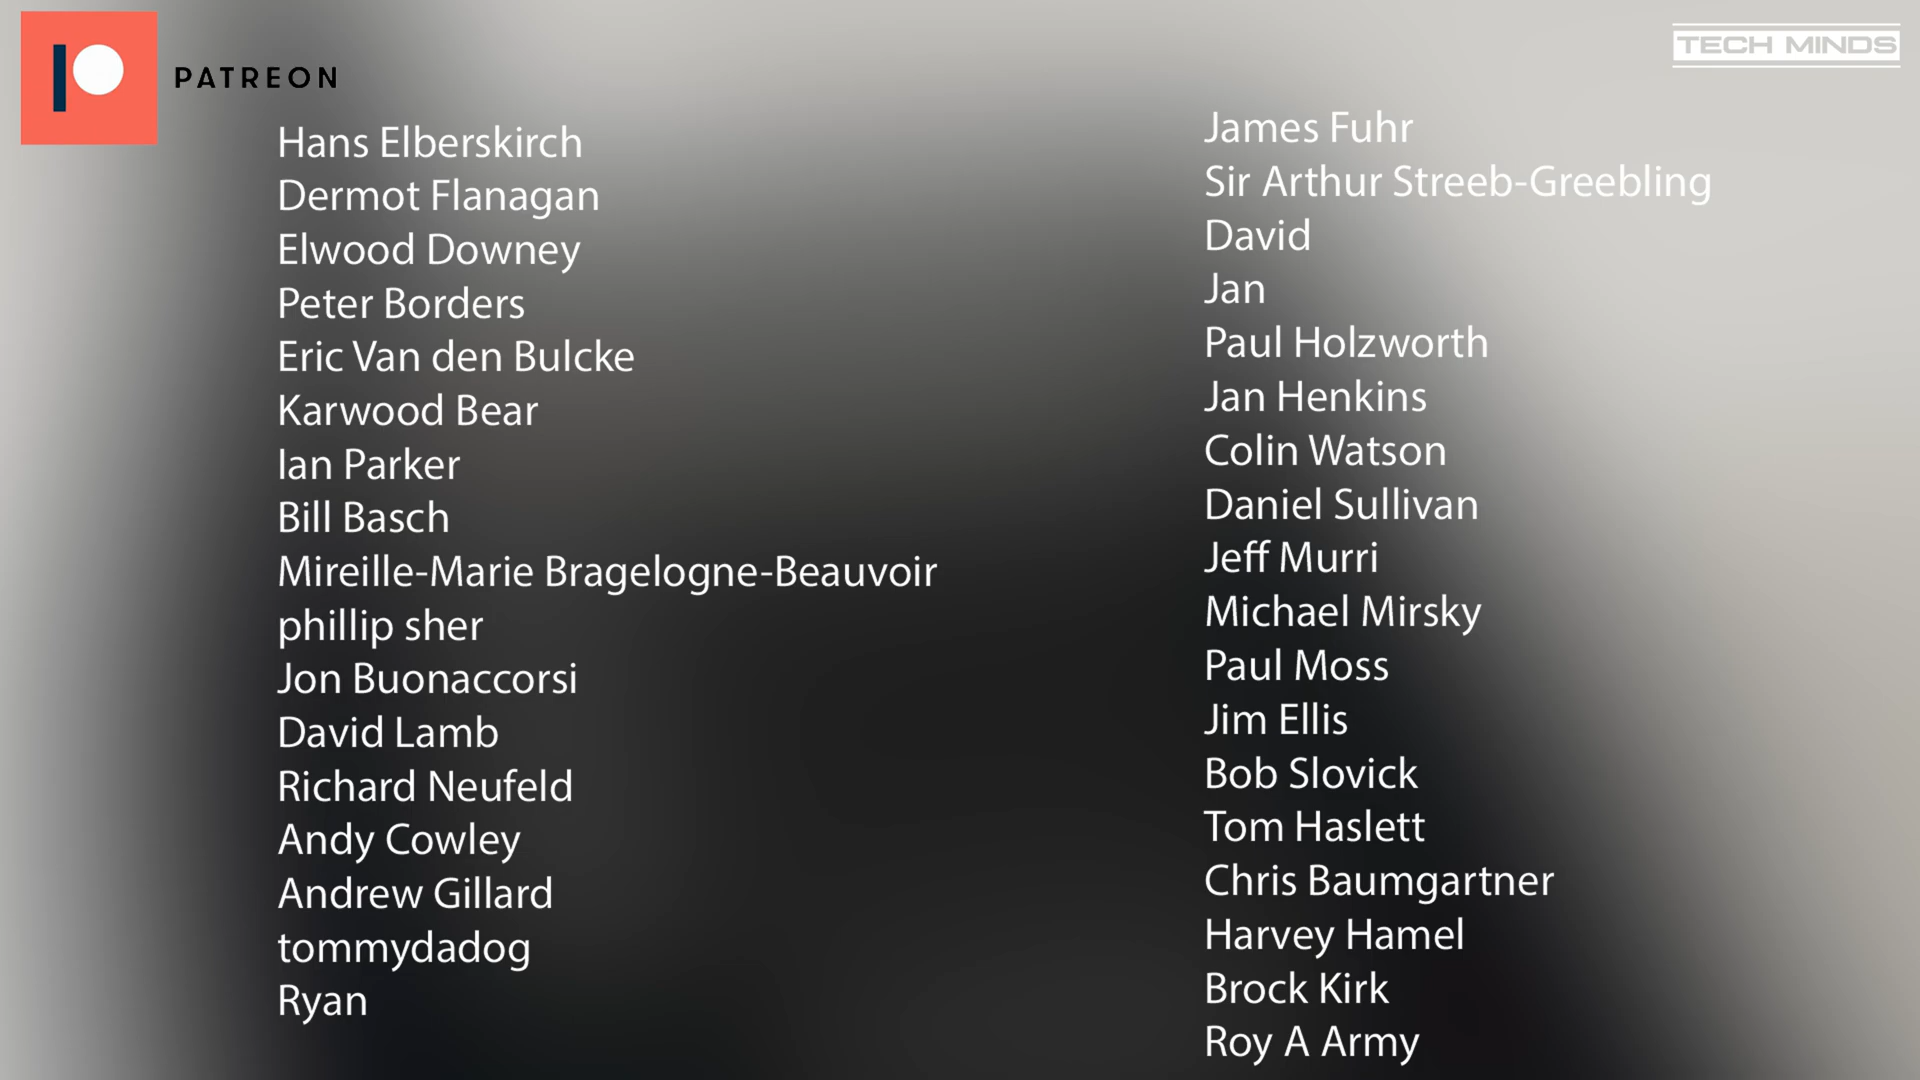 PATREON
TECH MINDS
Hans Elberskirch
Dermot Flanagan
Elwood Downey
Peter Borders
Eric Van den Bulcke
Karwood Bear
Ian Parker
Bill Basch
Mireille-Marie Bragelogne-Beauvoir
phillip sher
Jon Buonaccorsi
David Lamb
Richard Neufeld
Andy Cowley
Andrew Gillard
tommydadog
Ryan
James Fuhr
Sir Arthur Streeb-Greebling
David
Jan
Paul Holzworth
Jan Henkins
Colin Watson
Daniel Sullivan
Jeff Murri
Michael Mirsky
Paul Moss
Jim Ellis
Bob Slovick
Tom Haslett
Chris Baumgartner
Harvey Hamel
Brock Kirk
Roy A Army